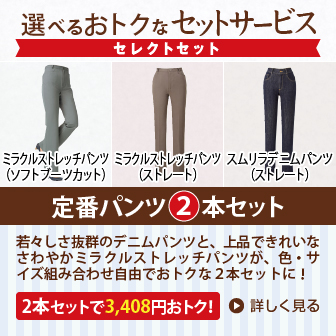 選べるおトクなセットサービス
セレクトセット
ミラクルストレッチパンツ
(ソフトブーツカット)
ミラクルストレッチパンツ
(ストレート)
スムリラデニムパンツ
(ストレート)
定番パンツ2本セット
若々しさ抜群のデニムパンツと、上品できれいな
さわやかミラクルストレッチパンツが、色・サ
イズ組み合わせ自由でおトクな2本セットに!
2本セットで3,408円おトク!
詳しく見る